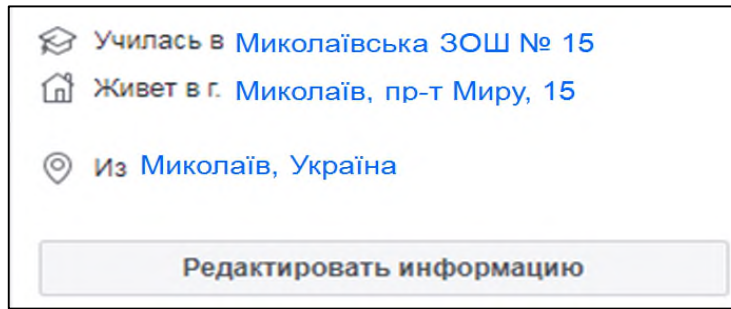 Училась в Миколаївська ЗОШ № 15
Живет в г. Миколаїв, пр-т Миру, 15
Из Миколаїв, Україна
Редактировать информацию